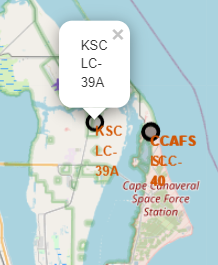 KSC
LC-
39A
×
KSC
LC-
39A
CCAFS
SLC-
40
Cape Canaveral
Space Force
Station